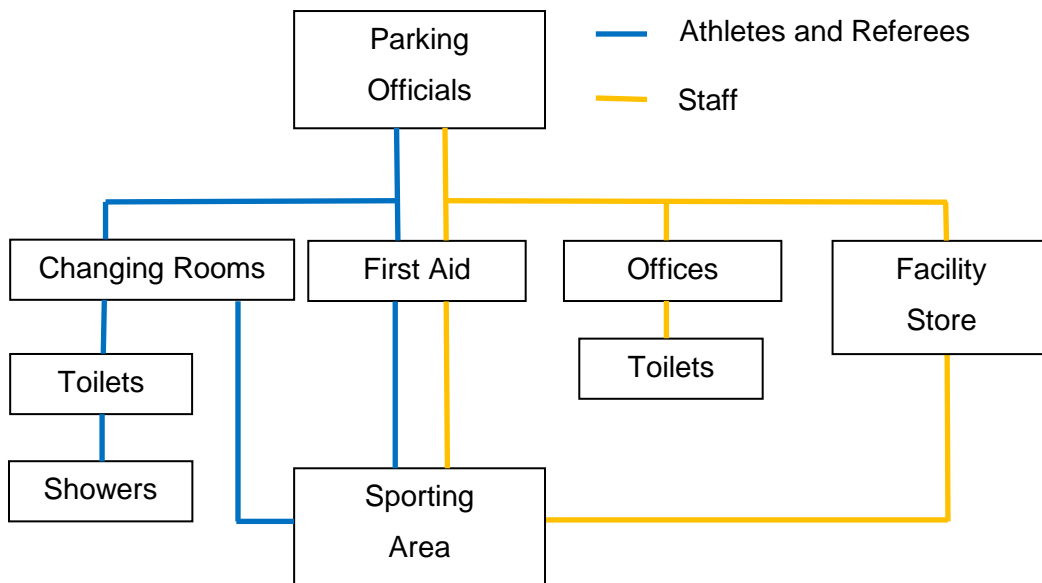 Parking
Officials
Athletes and Referees
Staff
Changing Rooms
First Aid
Offices
Facility
Store
Toilets
Toilets
Showers
Sporting
Area